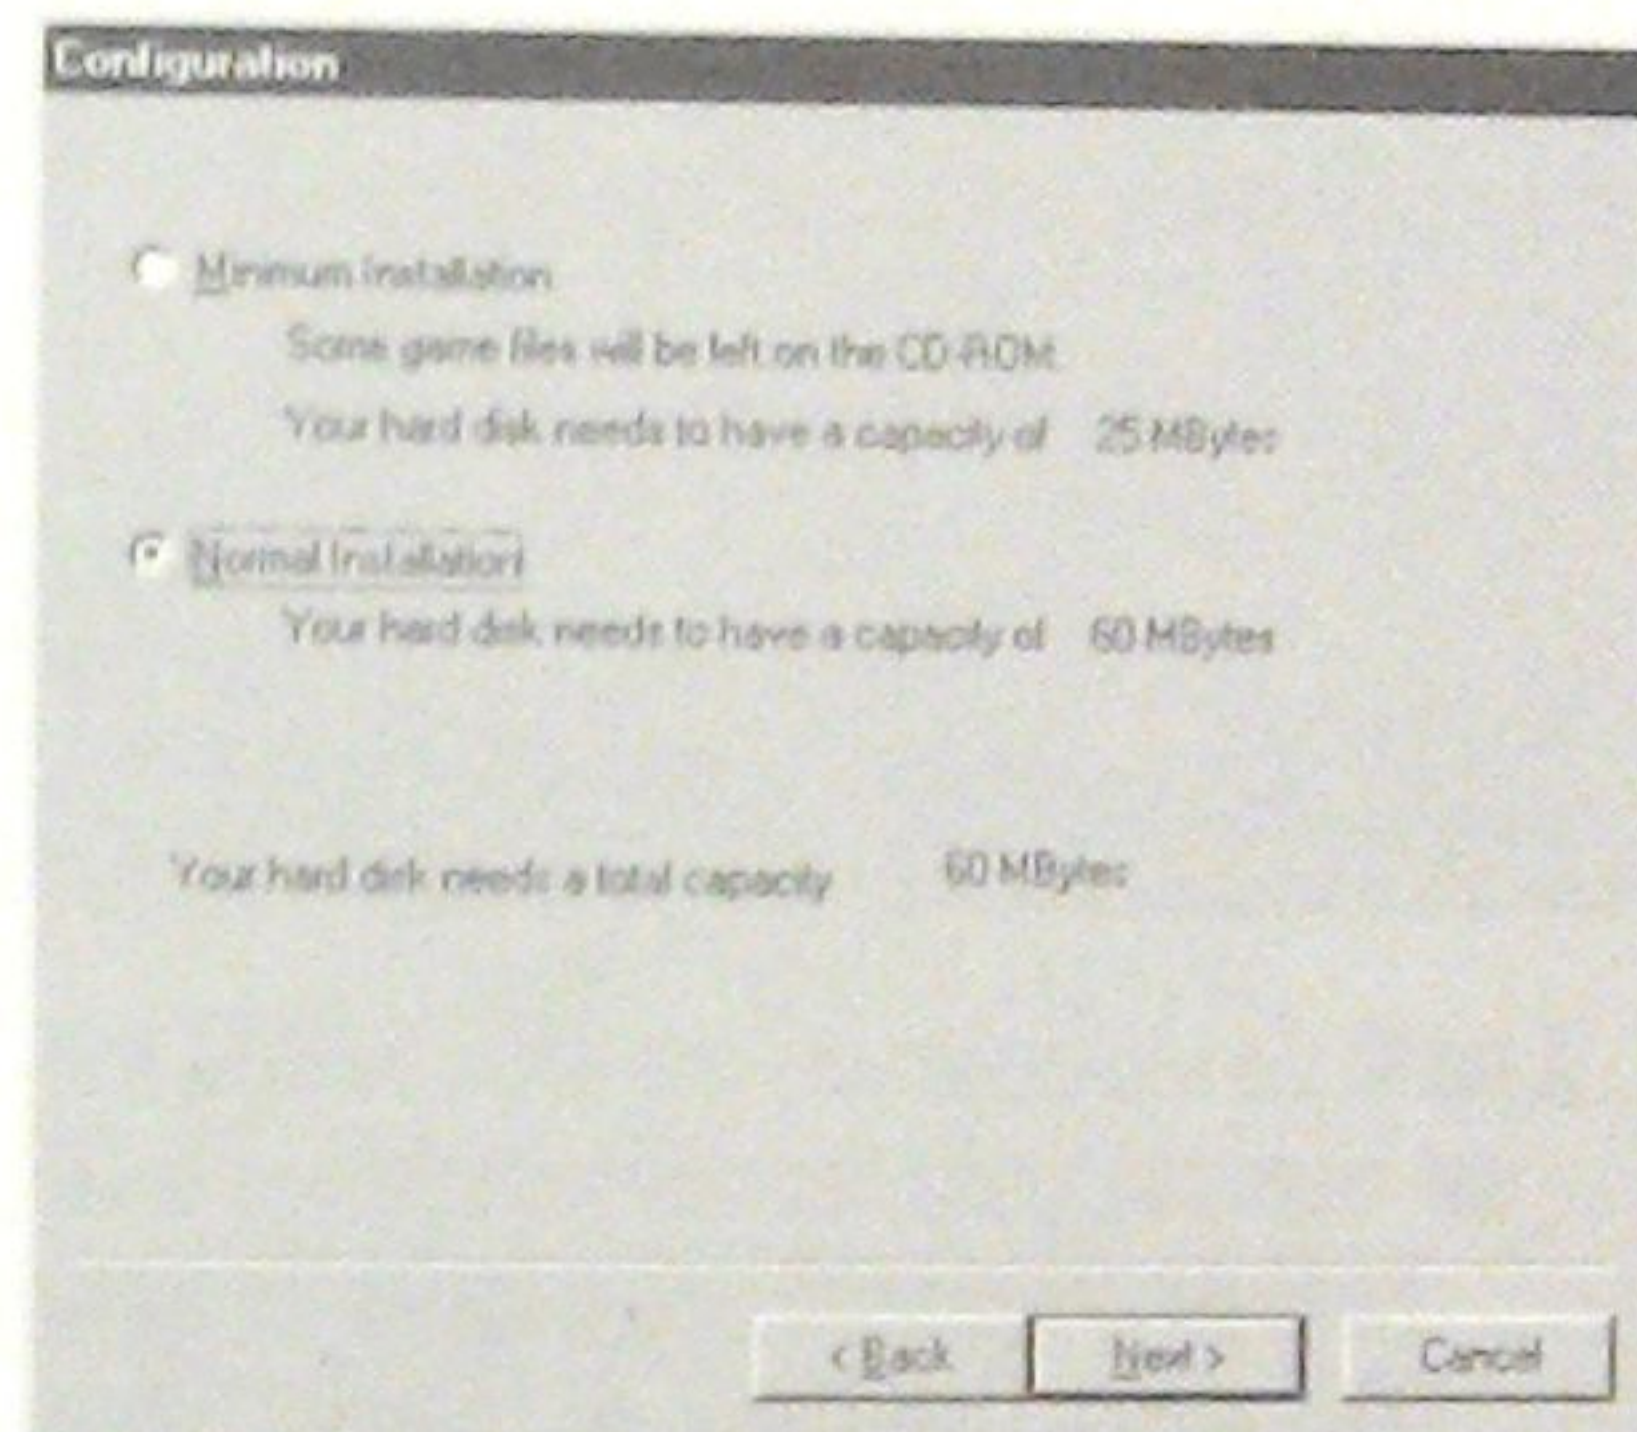 Configuration
Minimum installation
Some game files will be left on the CD-ROM.
Your hard disk needs to have a capacity of 25 MBytes
Normal Installation
Your hard disk needs to have a capacity of 60 MBytes
Your hard disk needs a total capacity 60 MBytes
< Back Next > Cancel